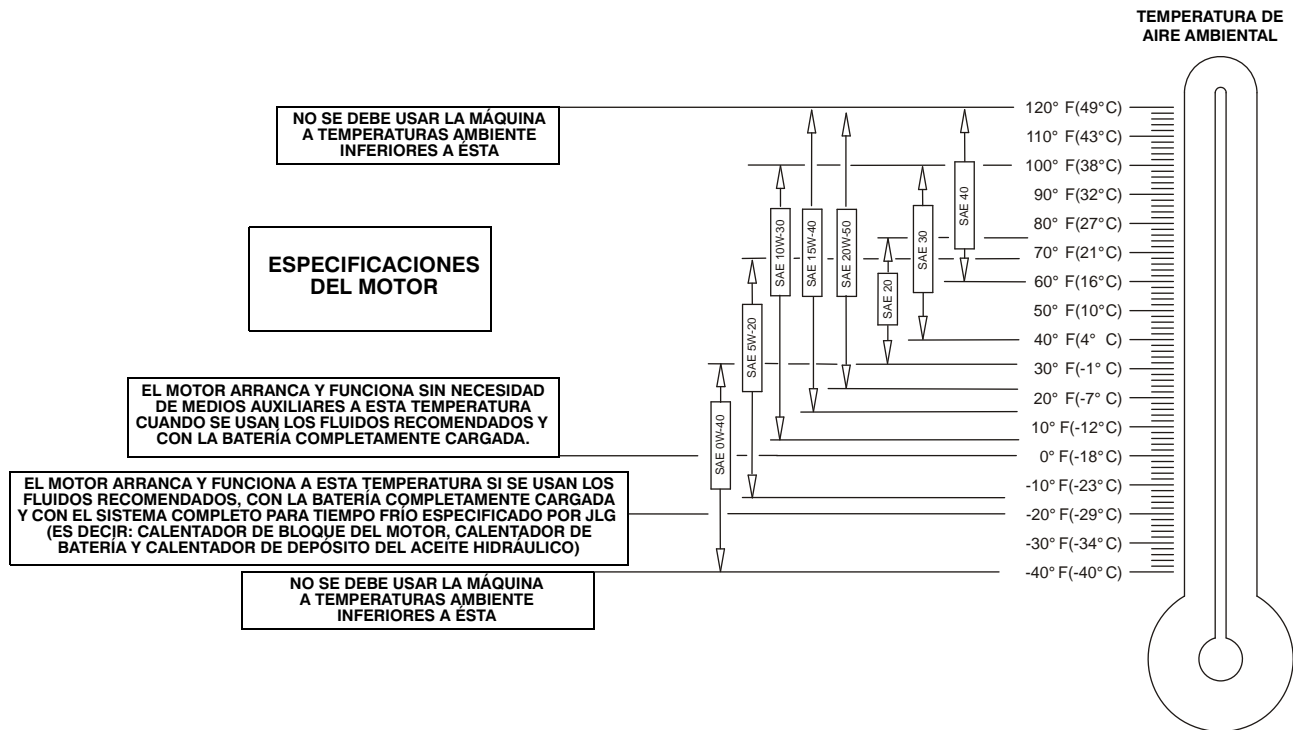 TEMPERATURA DE
AIRE AMBIENTAL
NO SE DEBE USAR LA MÁQUINA
A TEMPERATURAS AMBIENTE
INFERIORES A ÉSTA
ESPECIFICACIONES
DEL MOTOR
EL MOTOR ARRANCA Y FUNCIONA SIN NECESIDAD
DE MEDIOS AUXILIARES A ESTA TEMPERATURA
CUANDO SE USAN LOS FLUIDOS RECOMENDADOS Y
CON LA BATERÍA COMPLETAMENTE CARGADA.
EL MOTOR ARRANCA Y FUNCIONA A ESTA TEMPERATURA SI SE USAN LOS
FLUIDOS RECOMENDADOS, CON LA BATERÍA COMPLETAMENTE CARGADA
Y CON EL SISTEMA COMPLETO PARA TIEMPO FRÍO ESPECIFICADO POR JLG
(ES DECIR: CALENTADOR DE BLOQUE DEL MOTOR, CALENTADOR DE
BATERÍA Y CALENTADOR DE DEPÓSITO DEL ACEITE HIDRÁULICO)
NO SE DEBE USAR LA MÁQUINA
A TEMPERATURAS AMBIENTE
INFERIORES A ÉSTA
SAE 0W-40
SAE 5W-20
SAE 10W-30
SAE 15W-40
SAE 20W-50
SAE 20
SAE 30
SAE 40
120° F(49°C)
110° F(43°C)
100° F(38°C)
90° F(32°C)
80° F(27°C)
70° F(21°C)
60° F(16°C)
50° F(10°C)
40° F(4° C)
30° F(-1° C)
20° F(-7° C)
10° F(-12°C)
0° F(-18°C)
-10° F(-23°C)
-20° F(-29°C)
-30° F(-34°C)
-40° F(-40°C)